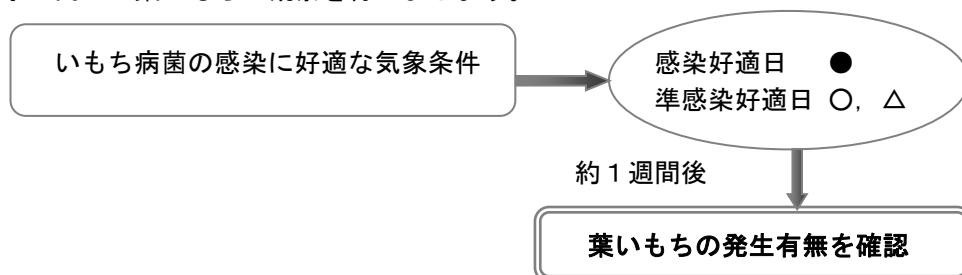 いもち病菌の感染に好適な気象条件
感染好適日 ●
準感染好適日 ○, △
約１週間後
葉いもちの発生有無を確認